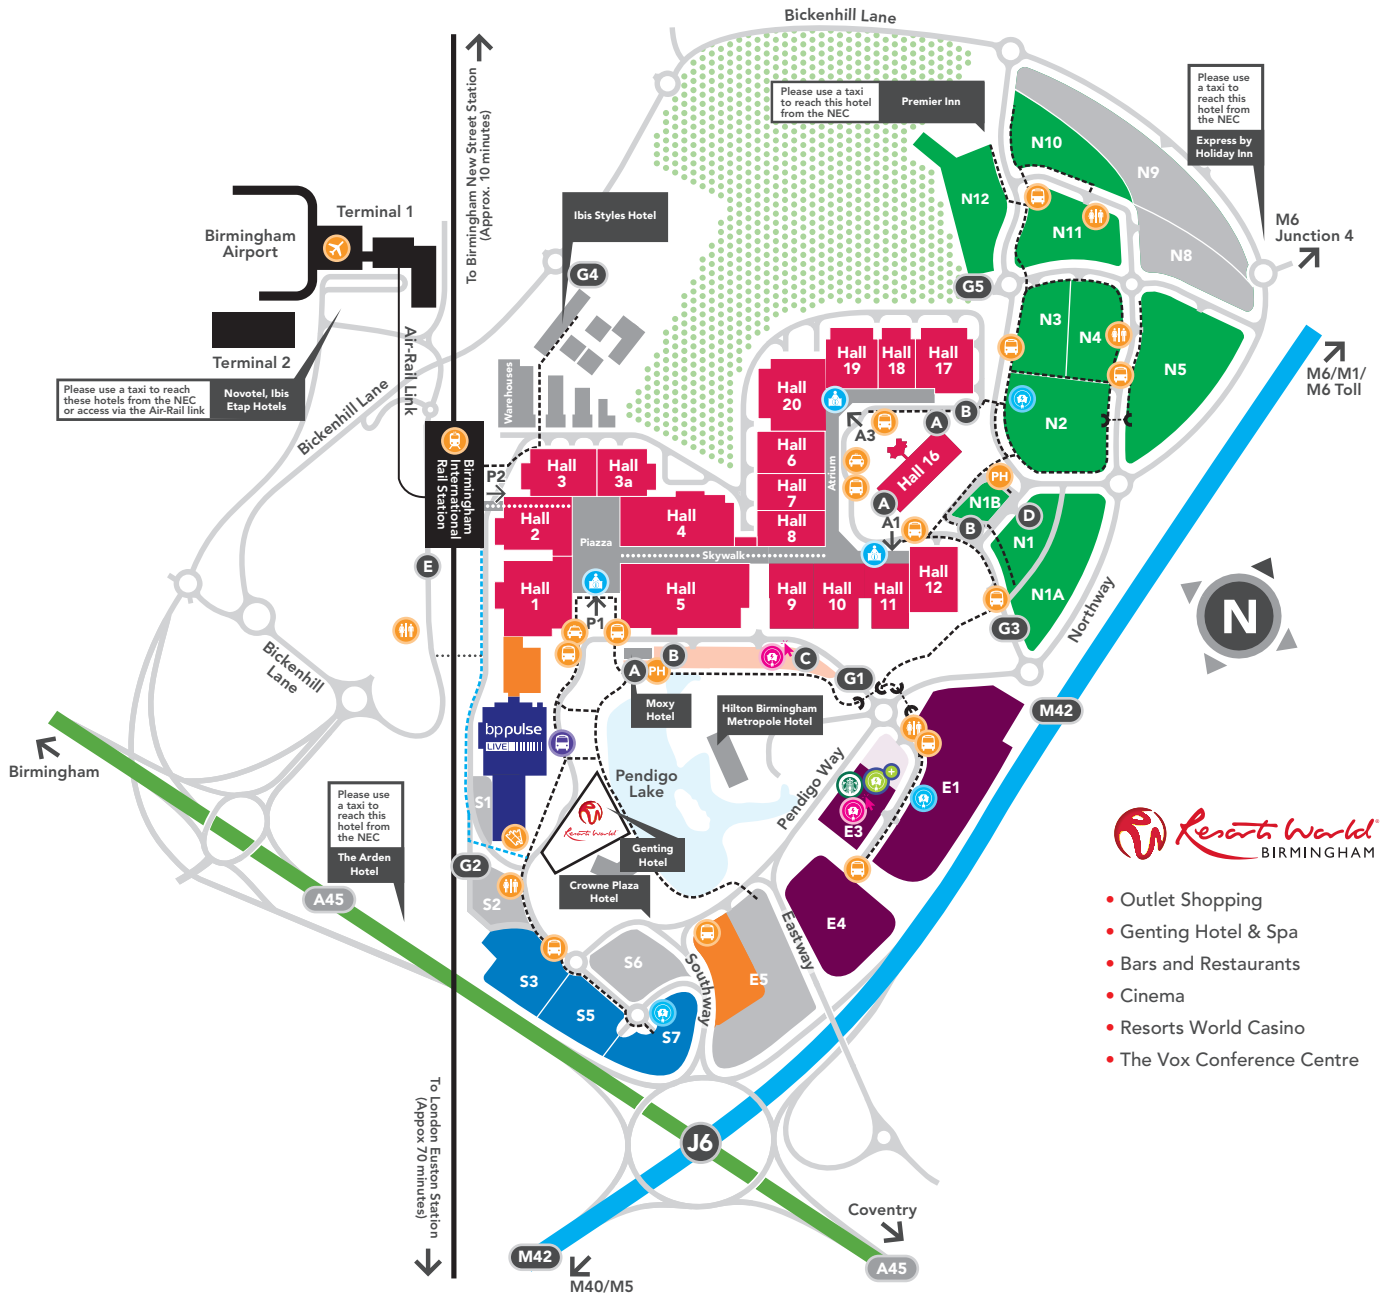 Bickenhill Lane
To Birmingham New Street Station
(Approx. 10 minutes)
Please use a taxi
to reach this hotel
from the NEC
Premier Inn
Please use
a taxi to
reach this
hotel from
the NEC
Express by
Holiday Inn
M6
Junction 4
N10
N9
N12
N11
N8
G5
Terminal 1
Birmingham
Airport
Terminal 2
Air-Rail Link
Ibis Styles Hotel
G4
Please use a taxi to reach
these hotels from the NEC
or access via the Air-Rail link
Novotel, Ibis
Etap Hotels
Bickenhill Lane
Warehouses
N3
N4
N5
N2
M6/M1/
M6 Toll
Hall
19
Hall
18
Hall
17
Hall
20
A3
A
B
Hall
6
Hall
7
Hall
8
Atrium
Hall 16
A
A1
PH
N1B
B
D
N1
N1A
Birmingham
International
Rail Station
P2
Hall
3
Hall
3a
Hall
2
Hall
4
Piazza
Skywalk
Hall
1
P1
Hall
5
Hall
9
Hall
10
Hall
11
Hall
12
E
G3
Northway
N
Bickenhill
Lane
A
PH
B
C
G1
Moxy
Hotel
Hilton Birmingham
Metropole Hotel
M42
bp pulse
LIVE
Birmingham
Pendigo
Lake
Pendigo Way
E1
E3
S1
Please use
a taxi to
reach this
hotel from
the NEC
The Arden
Hotel
Resorts World
Genting
Hotel
Crowne Plaza
Hotel
G2
S2
A45
E4
Eastway
S3
S6
S5
S7
Southway
E5
Resorts World
BIRMINGHAM
• Outlet Shopping
• Genting Hotel & Spa
• Bars and Restaurants
• Cinema
• Resorts World Casino
• The Vox Conference Centre
To London Euston Station
(Appox 70 minutes)
J6
Coventry
M42
M40/M5
A45